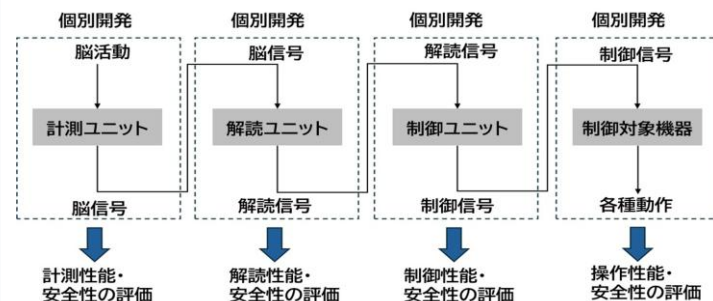 個別開発
個別開発
個別開発
個別開発
脳活動
脳信号
解読信号
制御信号
計測ユニット
解読ユニット
制御ユニット
制御対象機器
脳信号
解読信号
制御信号
各種動作
計測性能・
安全性の評価
解読性能・
安全性の評価
制御性能・
安全性の評価
操作性能・
安全性の評価